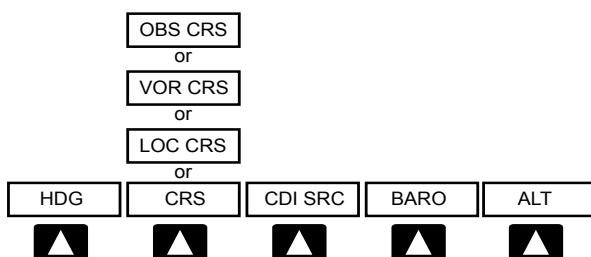 OBS CRS
or
VOR CRS
or
LOC CRS
or
HDG CRS CDI SRC BARO ALT